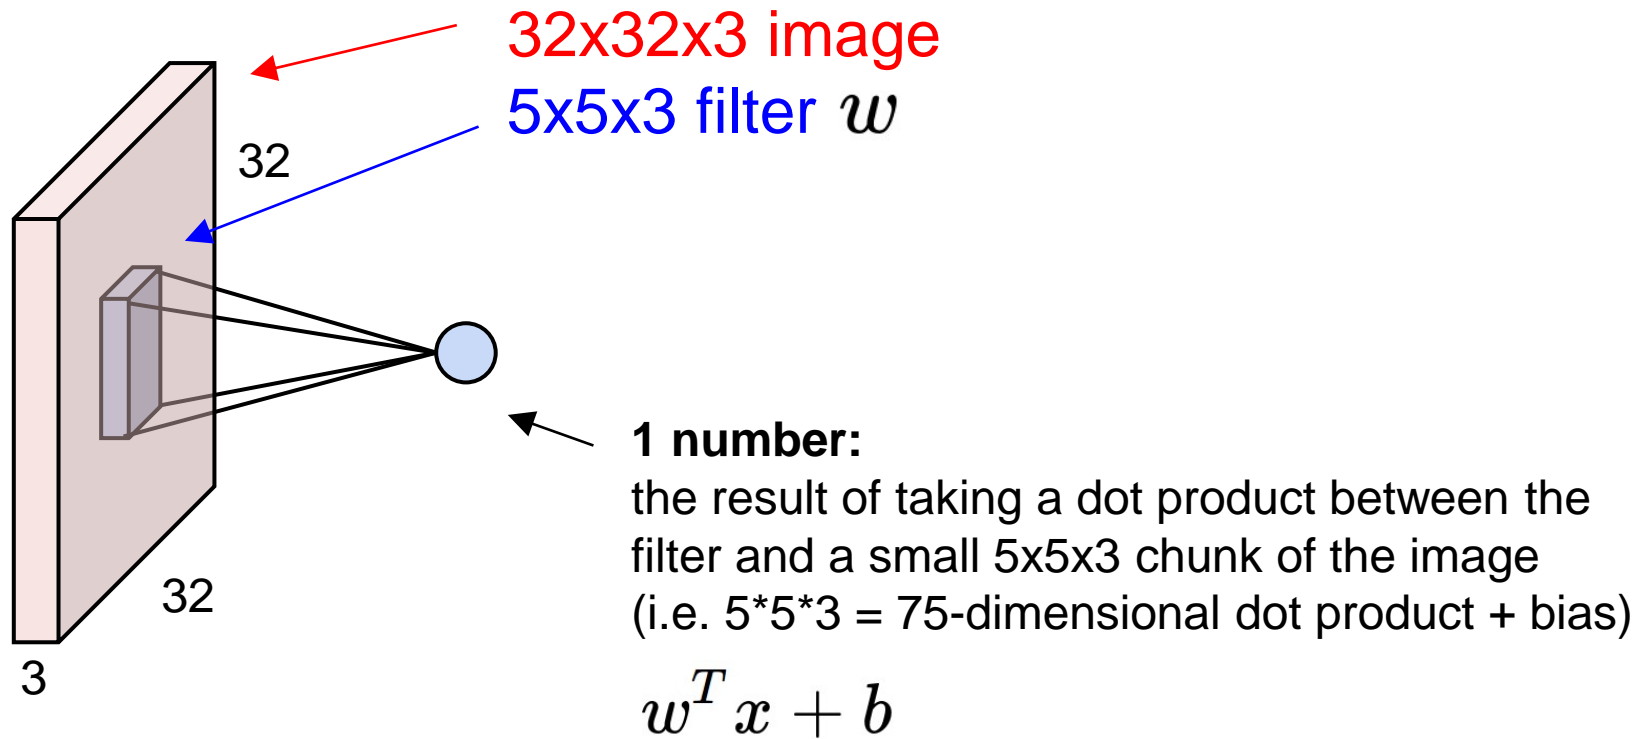 32x32x3 image
5x5x3 filter w
32
32
3
1 number:
the result of taking a dot product between the
filter and a small 5x5x3 chunk of the image
(i.e. 5*5*3 = 75-dimensional dot product + bias)
w^T x + b